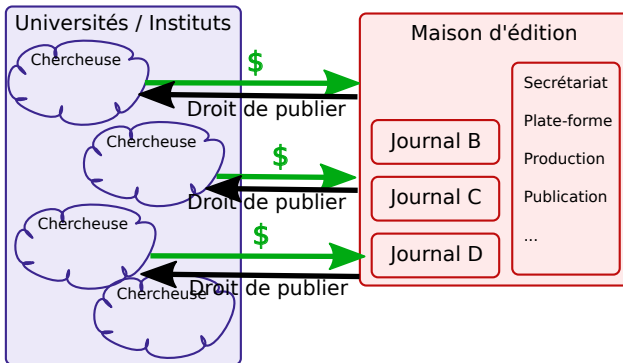 Universités / Instituts
Chercheuse
$
Droit de publier
Chercheuse
$
Droit de publier
Chercheuse
$
Droit de publier
Chercheuse
Maison d'édition
Journal B
Journal C
Journal D
Secrétariat
Plate-forme
Production
Publication
...